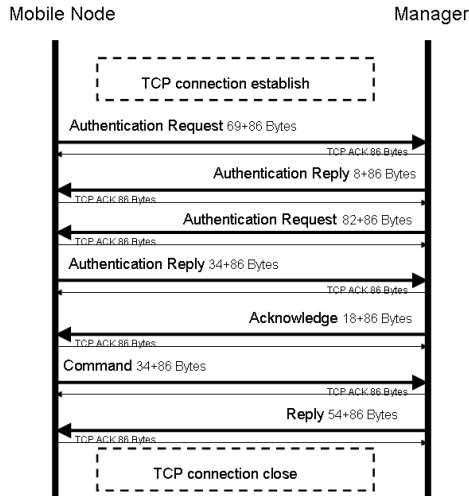 Mobile Node Manager
TCP connection establish
Authentication Request 69+86 Bytes
TCP ACK 86 Bytes
Authentication Reply 8+86 Bytes
TCP ACK 86 Bytes
Authentication Request 82+86 Bytes
TCP ACK 86 Bytes
Authentication Reply 34+86 Bytes
TCP ACK 86 Bytes
Acknowledge 18+86 Bytes
TCP ACK 86 Bytes
Command 34+86 Bytes
TCP ACK 86 Bytes
Reply 54+86 Bytes
TCP ACK 86 Bytes
TCP connection close